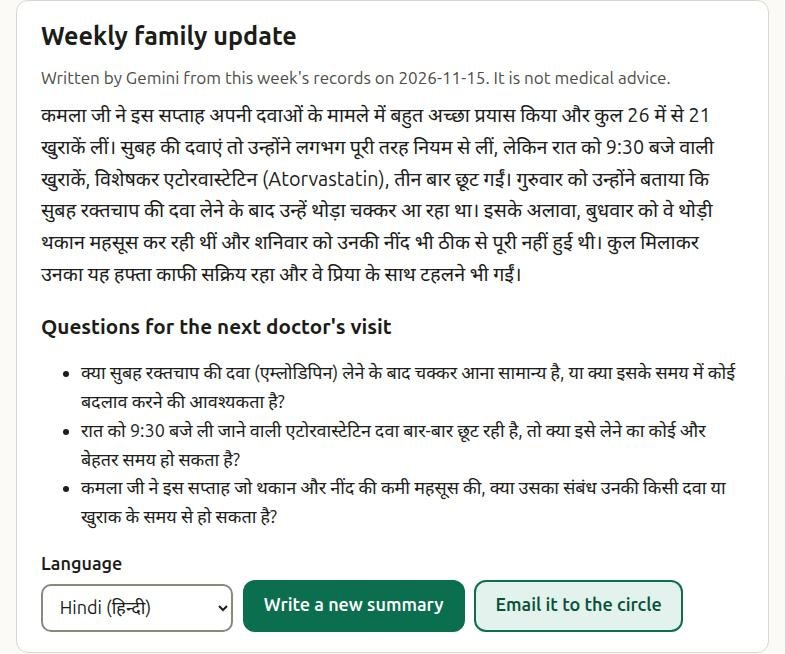 Weekly family update
Written by Gemini from this week's records on 2026-11-15. It is not medical advice.
कमला जी ने इस सप्ताह अपनी दवाओं के मामले में बहुत अच्छा प्रयास किया और कुल 26 में से 21
खुराकें लीं। सुबह की दवाएं तो उन्होंने लगभग पूरी तरह नियम से लीं, लेकिन रात को 9:30 बजे वाली
खुराकें, विशेषकर एटोरवास्टेटिन (Atorvastatin), तीन बार छूट गईं। गुरुवार को उन्होंने बताया कि
सुबह रक्तचाप की दवा लेने के बाद उन्हें थोड़ा चक्कर आ रहा था। इसके अलावा, बुधवार को वे थोड़ी
थकान महसूस कर रही थीं और शनिवार को उनकी नींद भी ठीक से पूरी नहीं हुई थी। कुल मिलाकर
उनका यह हफ्ता काफी सक्रिय रहा और वे प्रिया के साथ टहलने भी गईं।
Questions for the next doctor's visit
• क्या सुबह रक्तचाप की दवा (एम्लोडिपिन) लेने के बाद चक्कर आना सामान्य है, या क्या इसके समय में कोई
बदलाव करने की आवश्यकता है?
• रात को 9:30 बजे ली जाने वाली एटोरवास्टेटिन दवा बार-बार छूट रही है, तो क्या इसे लेने का कोई और
बेहतर समय हो सकता है?
• कमला जी ने इस सप्ताह जो थकान और नींद की कमी महसूस की, क्या उसका संबंध उनकी किसी दवा या
खुराक के समय से हो सकता है?
Language
Hindi (हिन्दी)
Write a new summary
Email it to the circle